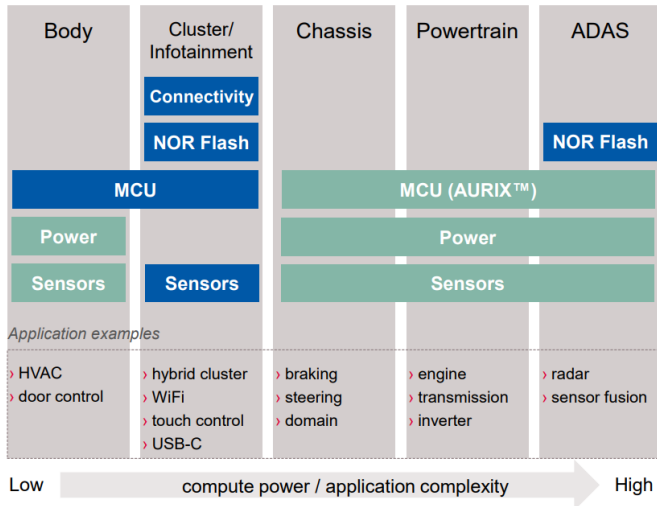 Body
Cluster/
Infotainment
Chassis
Powertrain
ADAS
Connectivity
NOR Flash
NOR Flash
MCU
MCU (AURIX™)
Power
Power
Sensors
Sensors
Sensors
Application examples
› HVAC
› door control
› hybrid cluster
› WiFi
› touch control
› USB-C
› braking
› steering
› domain
› engine
› transmission
› inverter
› radar
› sensor fusion
Low
compute power / application complexity
High